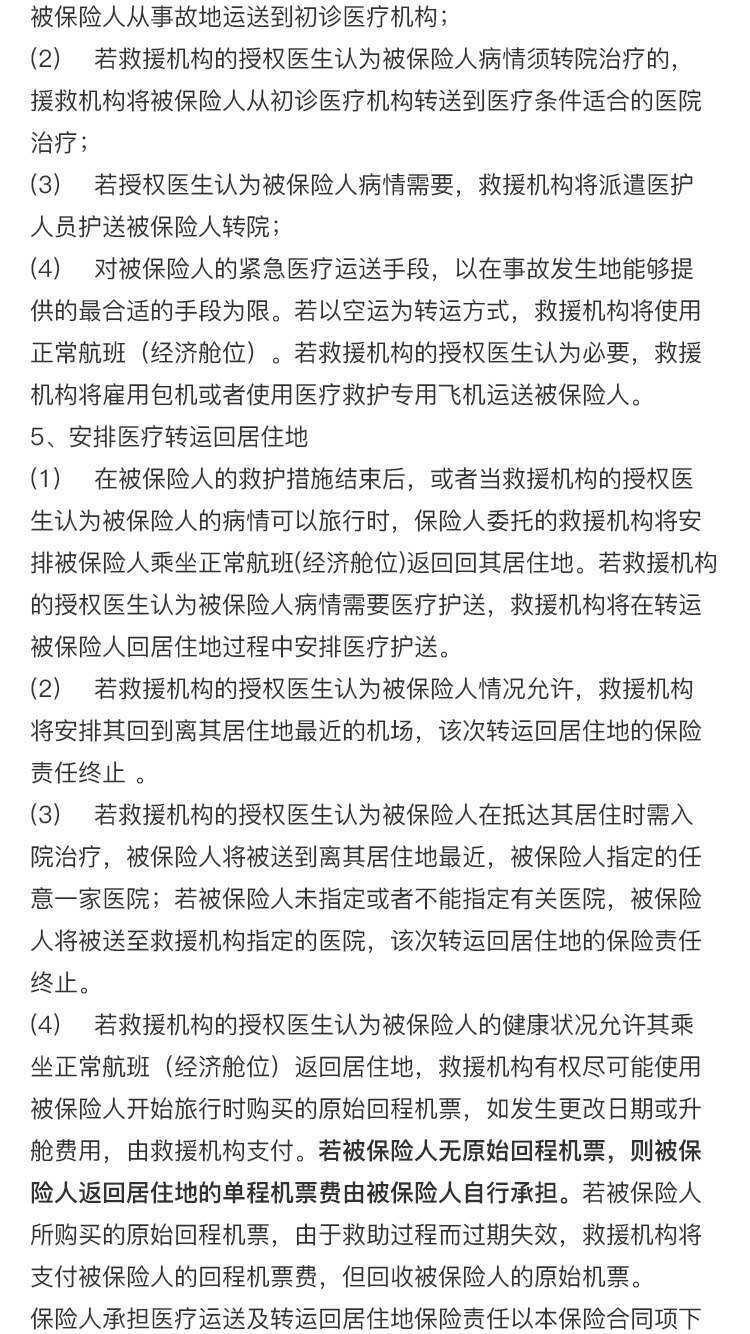 被保险人从事故地运送到初诊医疗机构；
(2)　若救援机构的授权医生认为被保险人病情须转院治疗的，
援救机构将被保险人从初诊医疗机构转送到医疗条件适合的医院
治疗；
(3)　若授权医生认为被保险人病情需要，救援机构将派遣医护
人员护送被保险人转院；
(4)　对被保险人的紧急医疗运送手段，以在事故发生地能够提
供的最合适的手段为限。若以空运为转运方式，救援机构将使用
正常航班（经济舱位）。若救援机构的授权医生认为必要，救援
机构将雇用包机或者使用医疗救护专用飞机运送被保险人。
5、安排医疗转运回居住地
(1)　在被保险人的救护措施结束后，或者当救援机构的授权医
生认为被保险人的病情可以旅行时，保险人委托的救援机构将安
排被保险人乘坐正常航班(经济舱位)返回回其居住地。若救援机构
的授权医生认为被保险人病情需要医疗护送，救援机构将在转运
被保险人回居住地过程中安排医疗护送。
(2)　若救援机构的授权医生认为被保险人情况允许，救援机构
将安排其回到离其居住地最近的机场，该次转运回居住地的保险
责任终止 。
(3)　若救援机构的授权医生认为被保险人在抵达其居住时需入
院治疗，被保险人将被送到离其居住地最近，被保险人指定的任
意一家医院；若被保险人未指定或者不能指定有关医院，被保险
人将被送至救援机构指定的医院，该次转运回居住地的保险责任
终止。
(4)　若救援机构的授权医生认为被保险人的健康状况允许其乘
坐正常航班（经济舱位）返回居住地，救援机构有权尽可能使用
被保险人开始旅行时购买的原始回程机票，如发生更改日期或升
舱费用，由救援机构支付。若被保险人无原始回程机票，则被保
险人返回居住地的单程机票费由被保险人自行承担。若被保险人
所购买的原始回程机票，由于救助过程而过期失效，救援机构将
支付被保险人的回程机票费，但回收被保险人的原始机票。
保险人承担医疗运送及转运回居住地保险责任以本保险合同项下